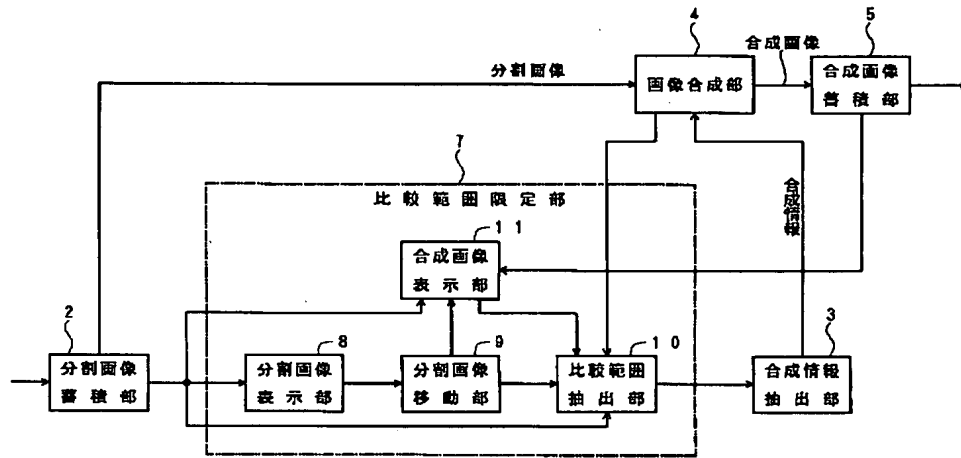 4
5
合成画像
分割画像
画像合成部
合成画像
蓄積部
7
比較範囲限定部
合成情報
11
合成画像
表示部
2
8
9
10
3
分割画像
蓄積部
分割画像
表示部
分割画像
移動部
比較範囲
抽出部
合成情報
抽出部